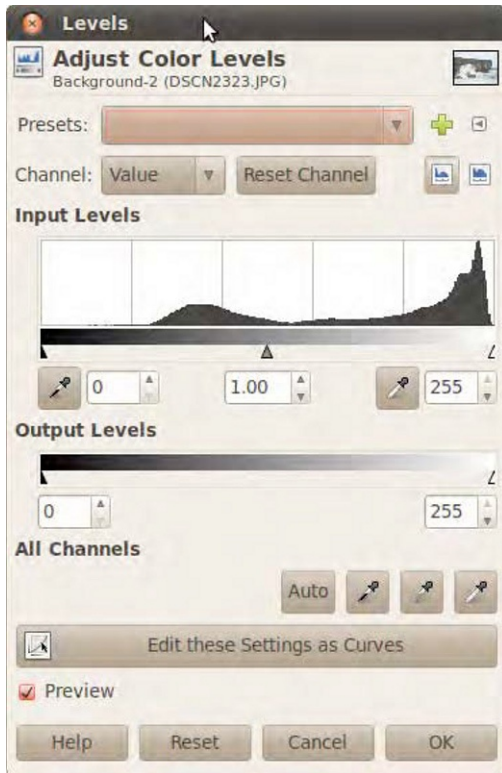 Levels
Adjust Color Levels
Background-2 (DSCN2323.JPG)
Presets:
Channel: Value Reset Channel
Input Levels
0 1.00 255
Output Levels
0 255
All Channels
Auto
Edit these Settings as Curves
Preview
Help Reset Cancel OK